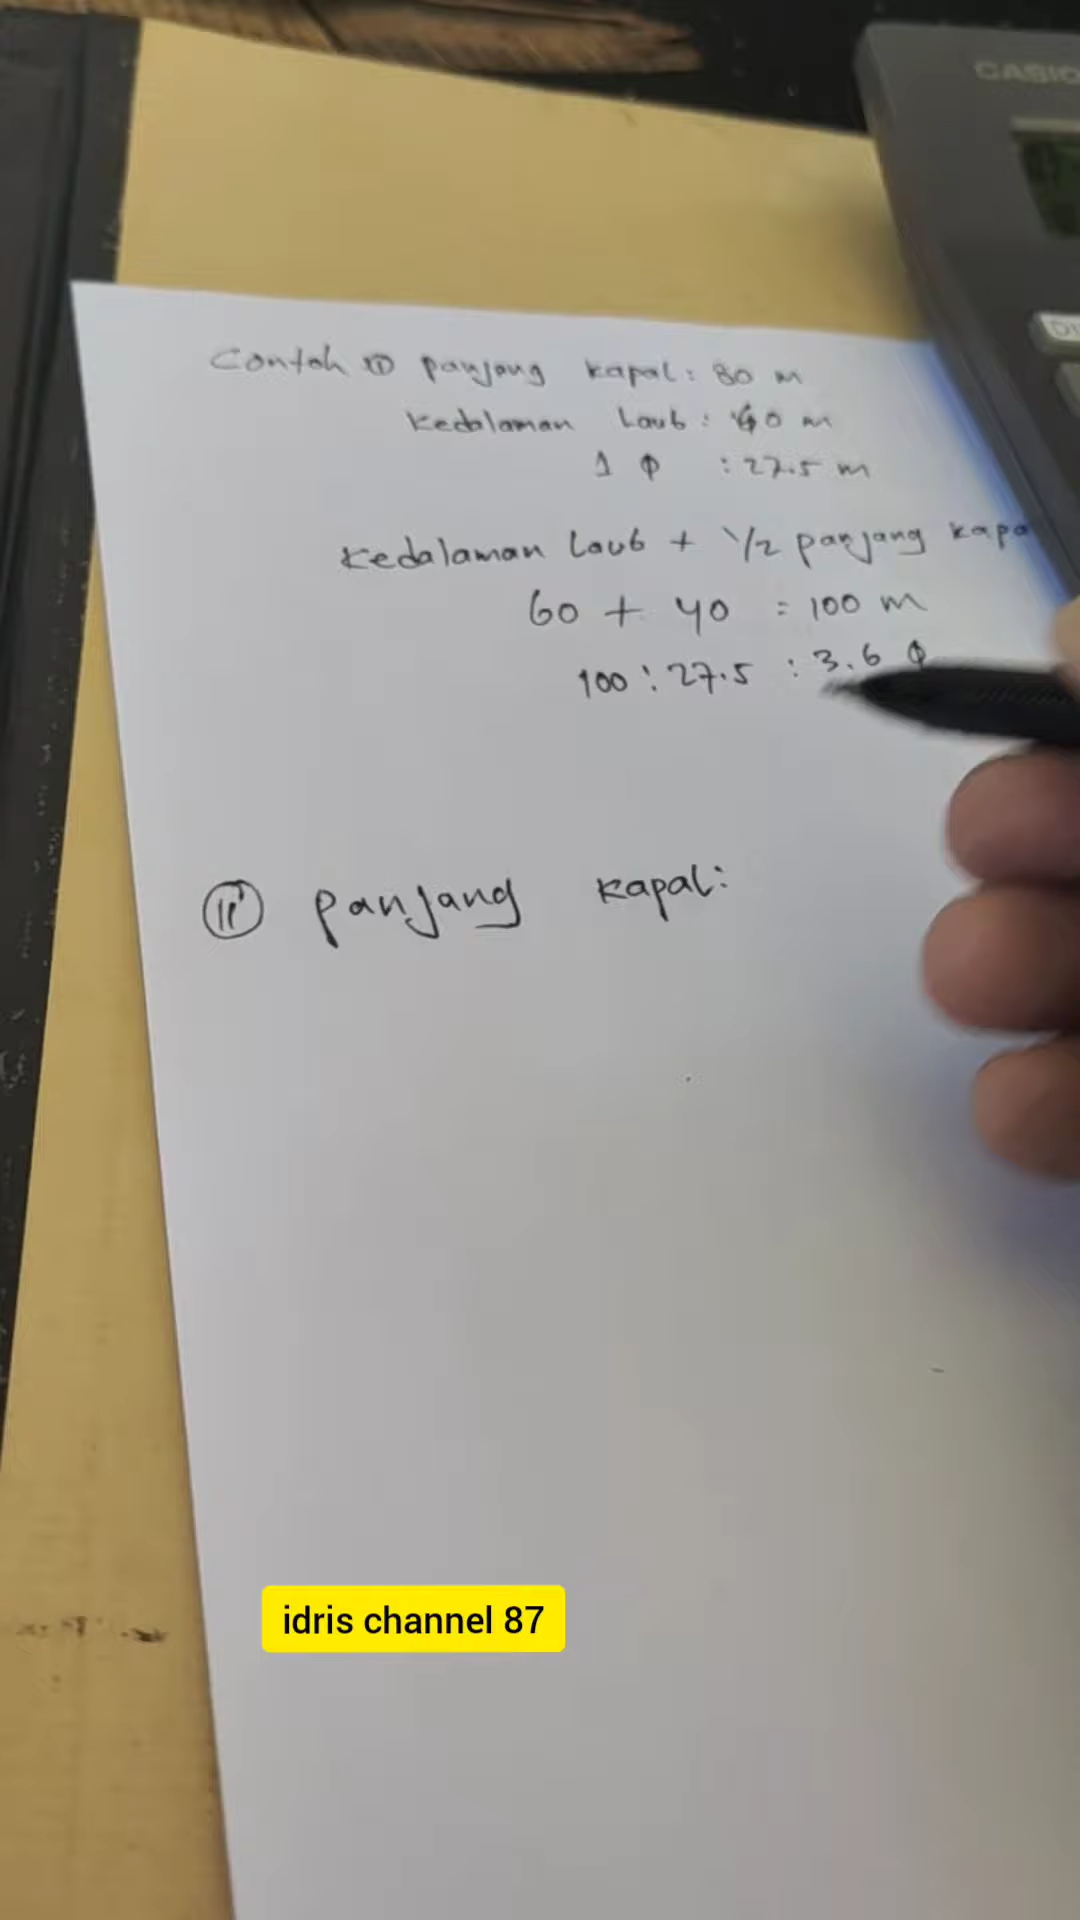 CASIO
Contoh ① panjang kapal: 80 m
Kedalaman Laut: 60 m
1 ϕ : 27.5 m
Kedalaman Laut + 1/2 panjang kapa
60 + 40 = 100 m
100 : 27.5 : 3.6 ϕ
② panjang kapal:
idris channel 87